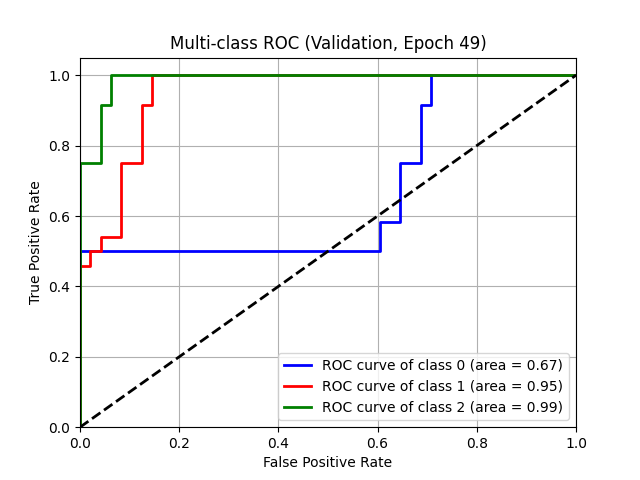 Multi-class ROC (Validation, Epoch 49)
True Positive Rate
1.0
0.8
0.6
0.4
0.2
0.0
ROC curve of class 0 (area = 0.67)
ROC curve of class 1 (area = 0.95)
ROC curve of class 2 (area = 0.99)
0.0 0.2 0.4 0.6 0.8 1.0
False Positive Rate